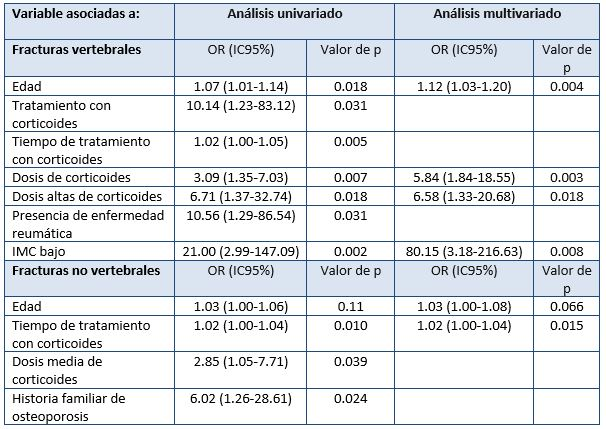 Variable asociadas a: Análisis univariado Análisis multivariado
Fracturas vertebrales OR (IC95%) Valor de p OR (IC95%) Valor de
p
Edad 1.07 (1.01-1.14) 0.018 1.12 (1.03-1.20) 0.004
Tratamiento con 10.14 (1.23-83.12) 0.031
corticoides
Tiempo de tratamiento 1.02 (1.00-1.05) 0.005
con corticoides
Dosis de corticoides 3.09 (1.35-7.03) 0.007 5.84 (1.84-18.55) 0.003
Dosis altas de corticoides 6.71 (1.37-32.74) 0.018 6.58 (1.33-20.68) 0.018
Presencia de enfermedad 10.56 (1.29-86.54) 0.031
reumática
IMC bajo 21.00 (2.99-147.09) 0.002 80.15 (3.18-216.63) 0.008
Fracturas no vertebrales OR (IC95%) Valor de p OR (IC95%) Valor de
p
Edad 1.03 (1.00-1.06) 0.11 1.03 (1.00-1.08) 0.066
Tiempo de tratamiento 1.02 (1.00-1.04) 0.010 1.02 (1.00-1.04) 0.015
con corticoides
Dosis media de 2.85 (1.05-7.71) 0.039
corticoides
Historia familiar de 6.02 (1.26-28.61) 0.024
osteoporosis